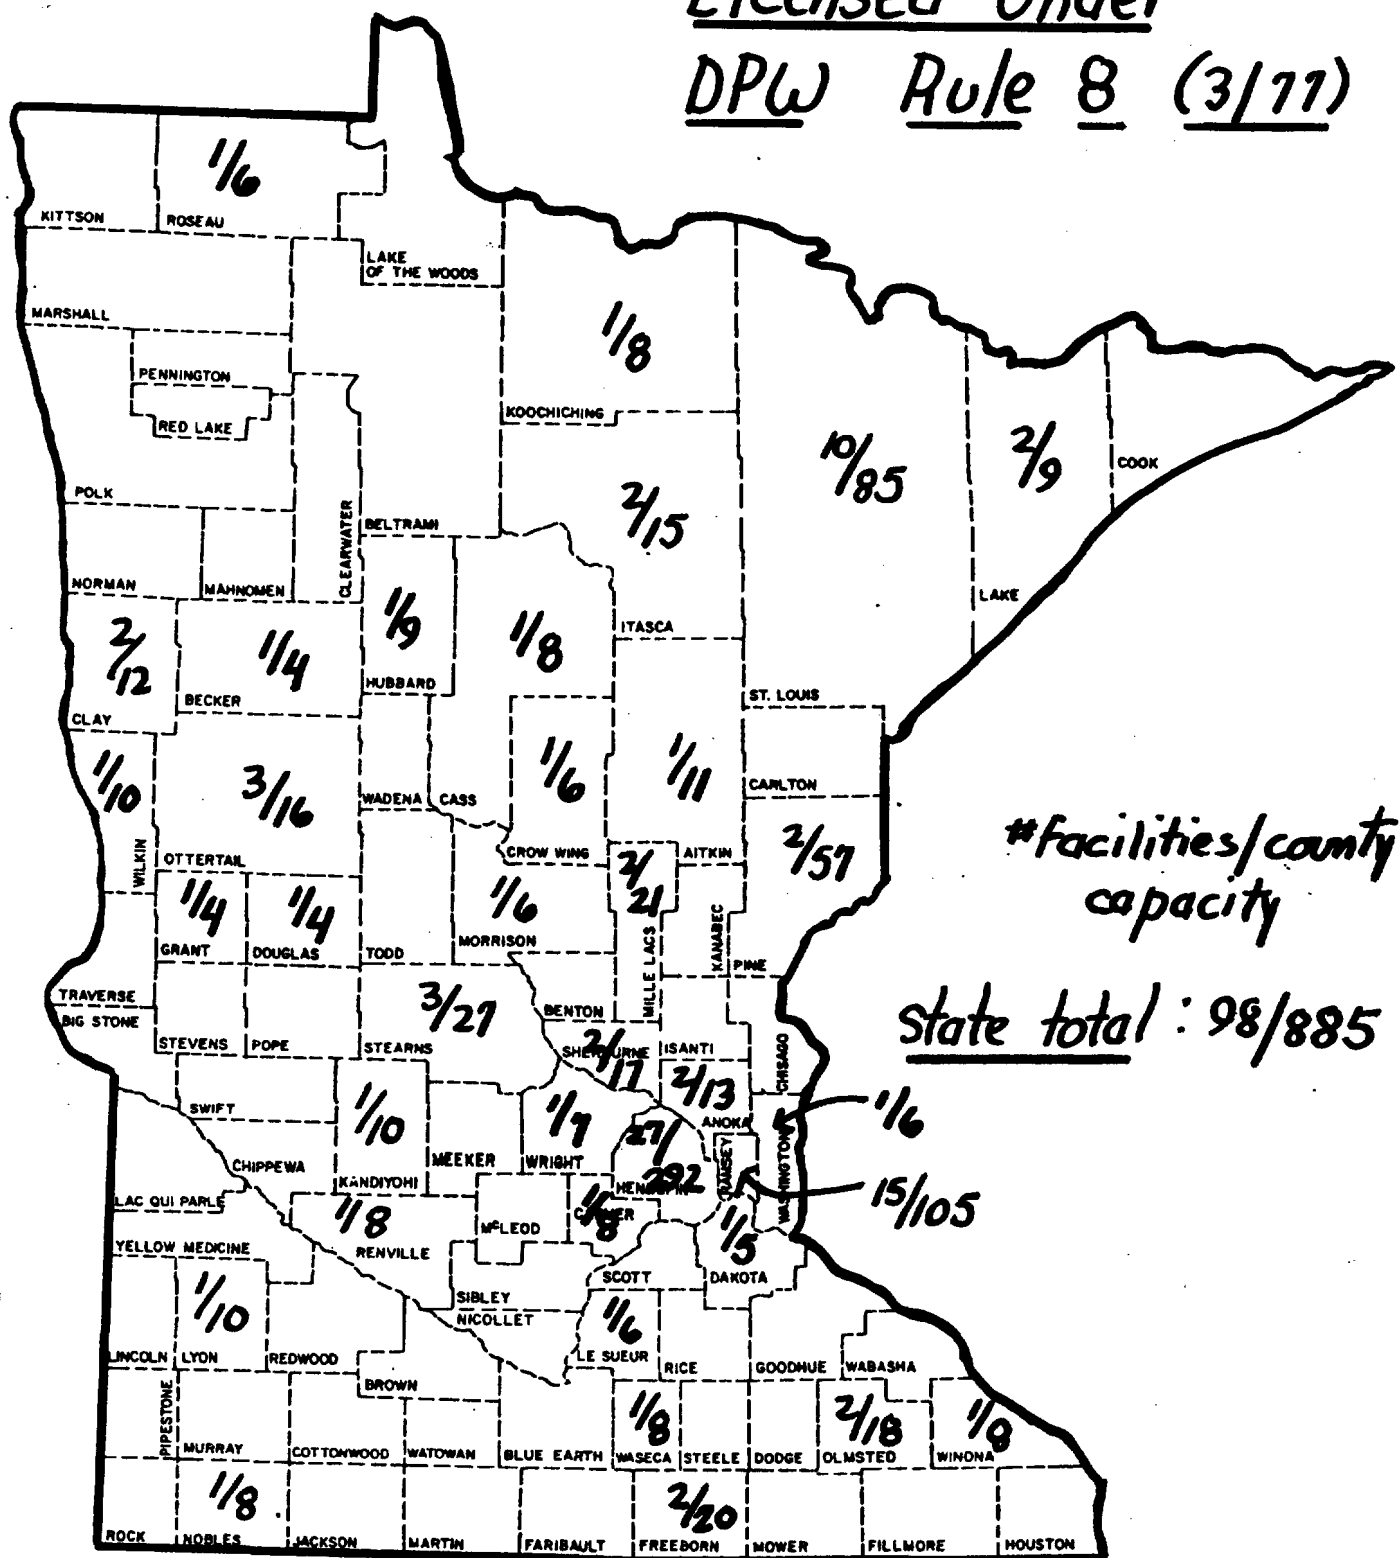 Licensed Under
DPW Rule 8 (3/77)
1/6
KITTSON
ROSEAU
LAKE
OF THE WOODS
MARSHALL
1/8
PENNINGTON
KOOCHICHING
RED LAKE
10/85
2/9
COOK
POLK
2/15
CLEARWATER
BELTRAMI
NORMAN
MAHNOMEN
LAKE
1/9
ITASCA
2/12
1/4
1/8
HUBBARD
BECKER
ST. LOUIS
CLAY
1/10
3/16
1/6
1/11
CARLTON
WADENA
CASS
WILKIN
OTTERTAIL
CROW WING
2/21
AITKIN
2/57
#Facilities/county
capacity
1/4
1/4
1/6
GRANT
DOUGLAS
TODD
MORRISON
MILLE LACS
KANABEC
PINE
TRAVERSE
BIG STONE
3/27
BENTON
State total : 98/885
STEVENS
POPE
STEARNS
SHERBURNE
2/17
ISANTI
CHISAGO
SWIFT
1/10
1/7
2/13
ANOKA
1/6
CHIPPEWA
MEEKER
WRIGHT
27/292
HENNEPIN
RAMSEY
WASHINGTON
KANDIYOHI
LAC QUI PARLE
15/105
1/8
MCLEOD
CARVER
1/8
1/5
YELLOW MEDICINE
RENVILLE
SCOTT
DAKOTA
1/10
SIBLEY
NICOLLET
1/6
LINCOLN
LYON
REDWOOD
LE SUEUR
RICE
GOODHUE
WABASHA
BROWN
PIPESTONE
1/8
2/18
1/8
MURRAY
COTTONWOOD
WATOWAN
BLUE EARTH
WASECA
STEELE
DODGE
OLMSTED
WINONA
1/8
2/20
ROCK
NOBLES
JACKSON
MARTIN
FARIBAULT
FREEBORN
MOWER
FILLMORE
HOUSTON